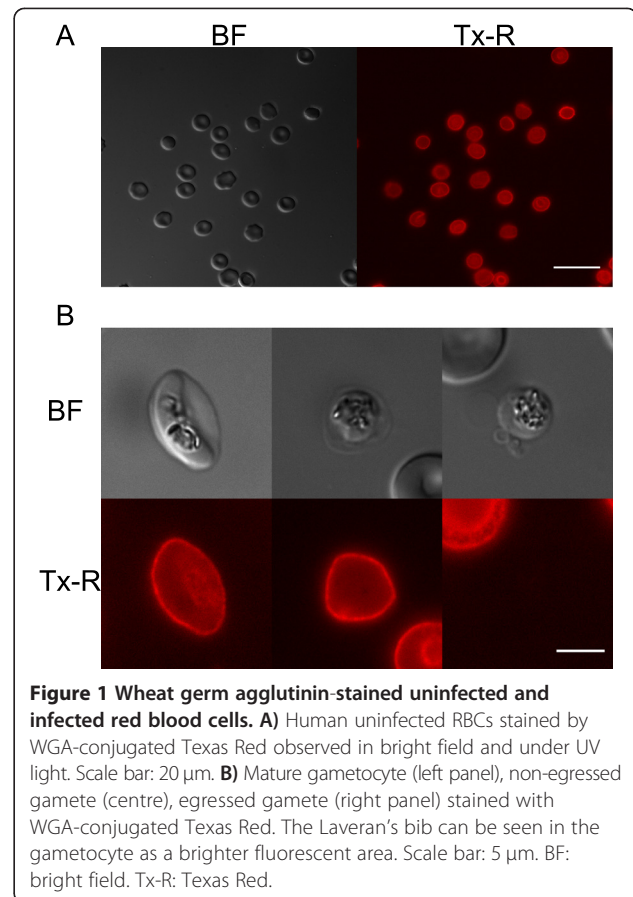 A BF Tx-R
B
BF
Tx-R
Figure 1 Wheat germ agglutinin-stained uninfected and
infected red blood cells. A) Human uninfected RBCs stained by
WGA-conjugated Texas Red observed in bright field and under UV
light. Scale bar: 20 μm. B) Mature gametocyte (left panel), non-egressed
gamete (centre), egressed gamete (right panel) stained with
WGA-conjugated Texas Red. The Laveran's bib can be seen in the
gametocyte as a brighter fluorescent area. Scale bar: 5 μm. BF:
bright field. Tx-R: Texas Red.